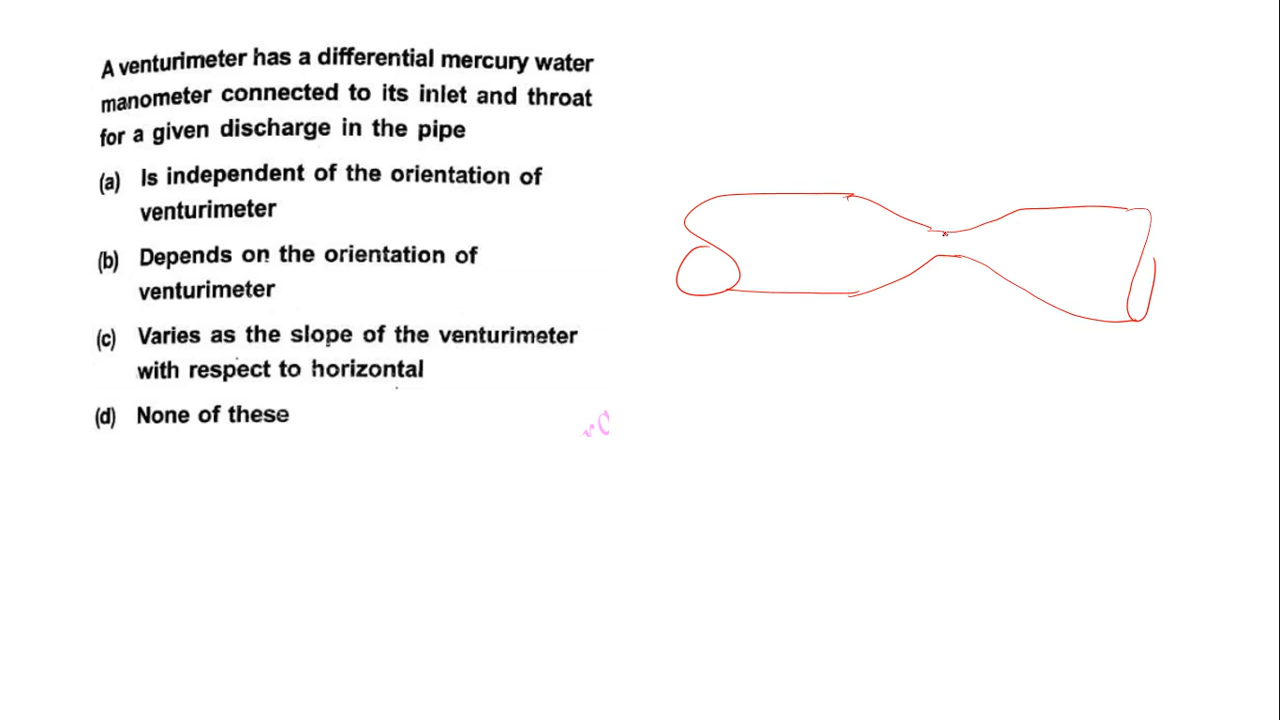 A venturimeter has a differential mercury water
manometer connected to its inlet and throat
for a given discharge in the pipe
(a) Is independent of the orientation of
venturimeter
(b) Depends on the orientation of
venturimeter
(c) Varies as the slope of the venturimeter
with respect to horizontal
(d) None of these